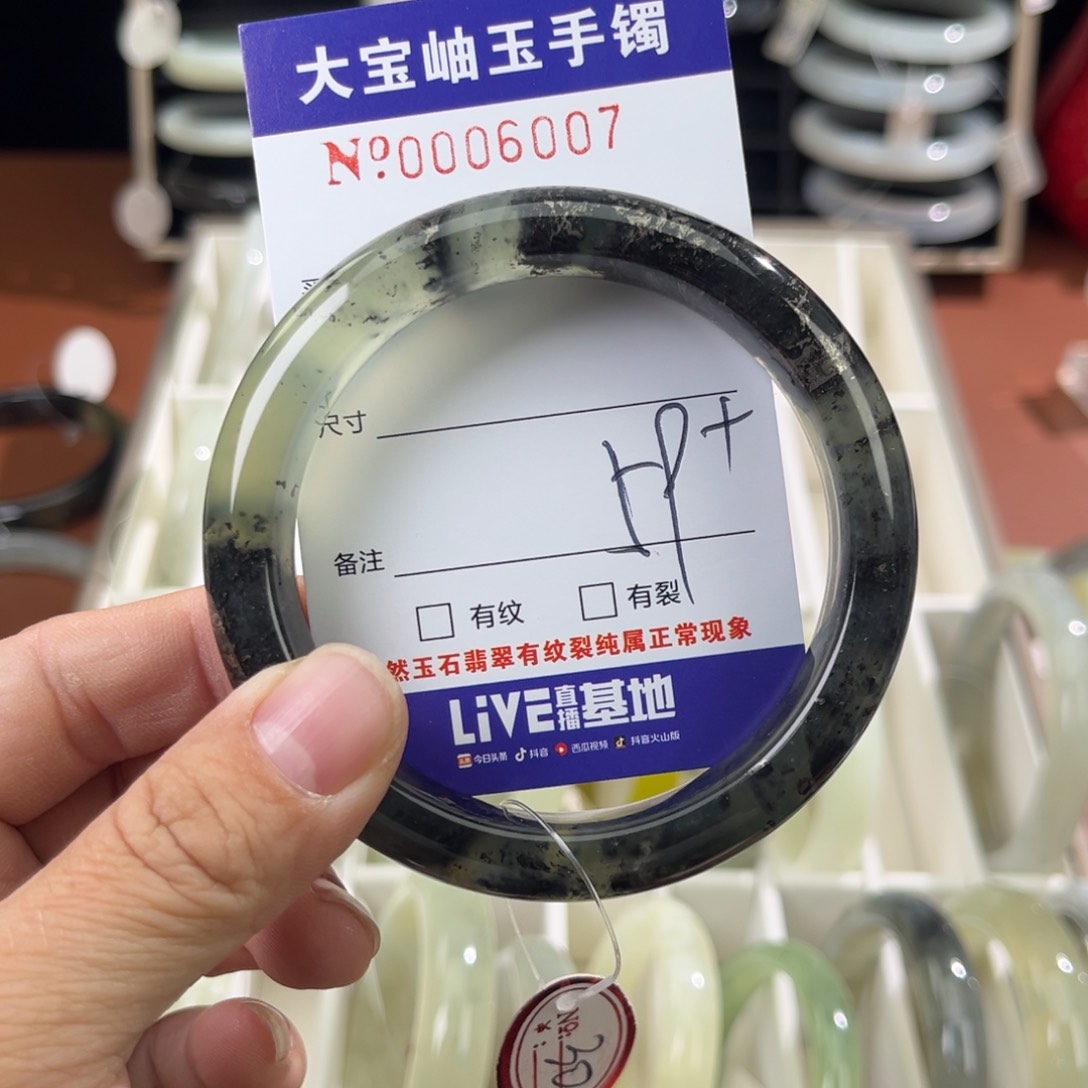 大宝岫玉手镯
Nº:0006007
尺寸
备注
□ 有纹 □ 有裂
然玉石翡翠有纹裂纯属正常现象
LiVE直播基地
今日头条 抖音 西瓜视频 抖音火山版